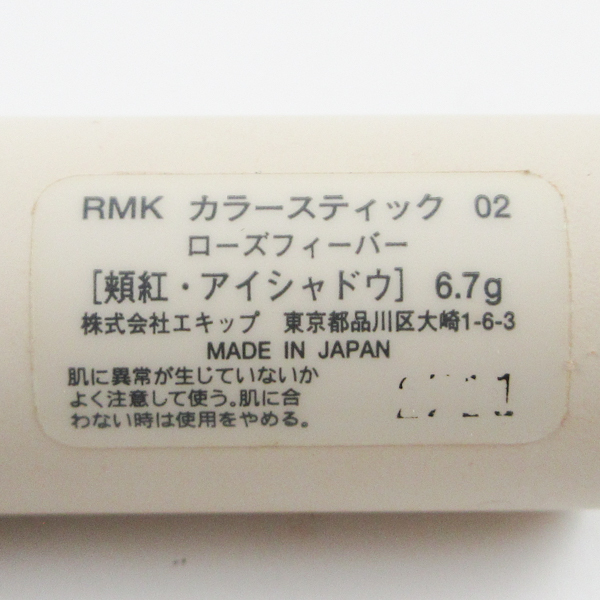 RMK カラースティック 02
ローズフィーバー
[頬紅・アイシャドウ] 6.7g
株式会社エキップ 東京都品川区大崎1-6-3
MADE IN JAPAN
肌に異常が生じていないか
よく注意して使う。肌に合
わない時は使用をやめる。